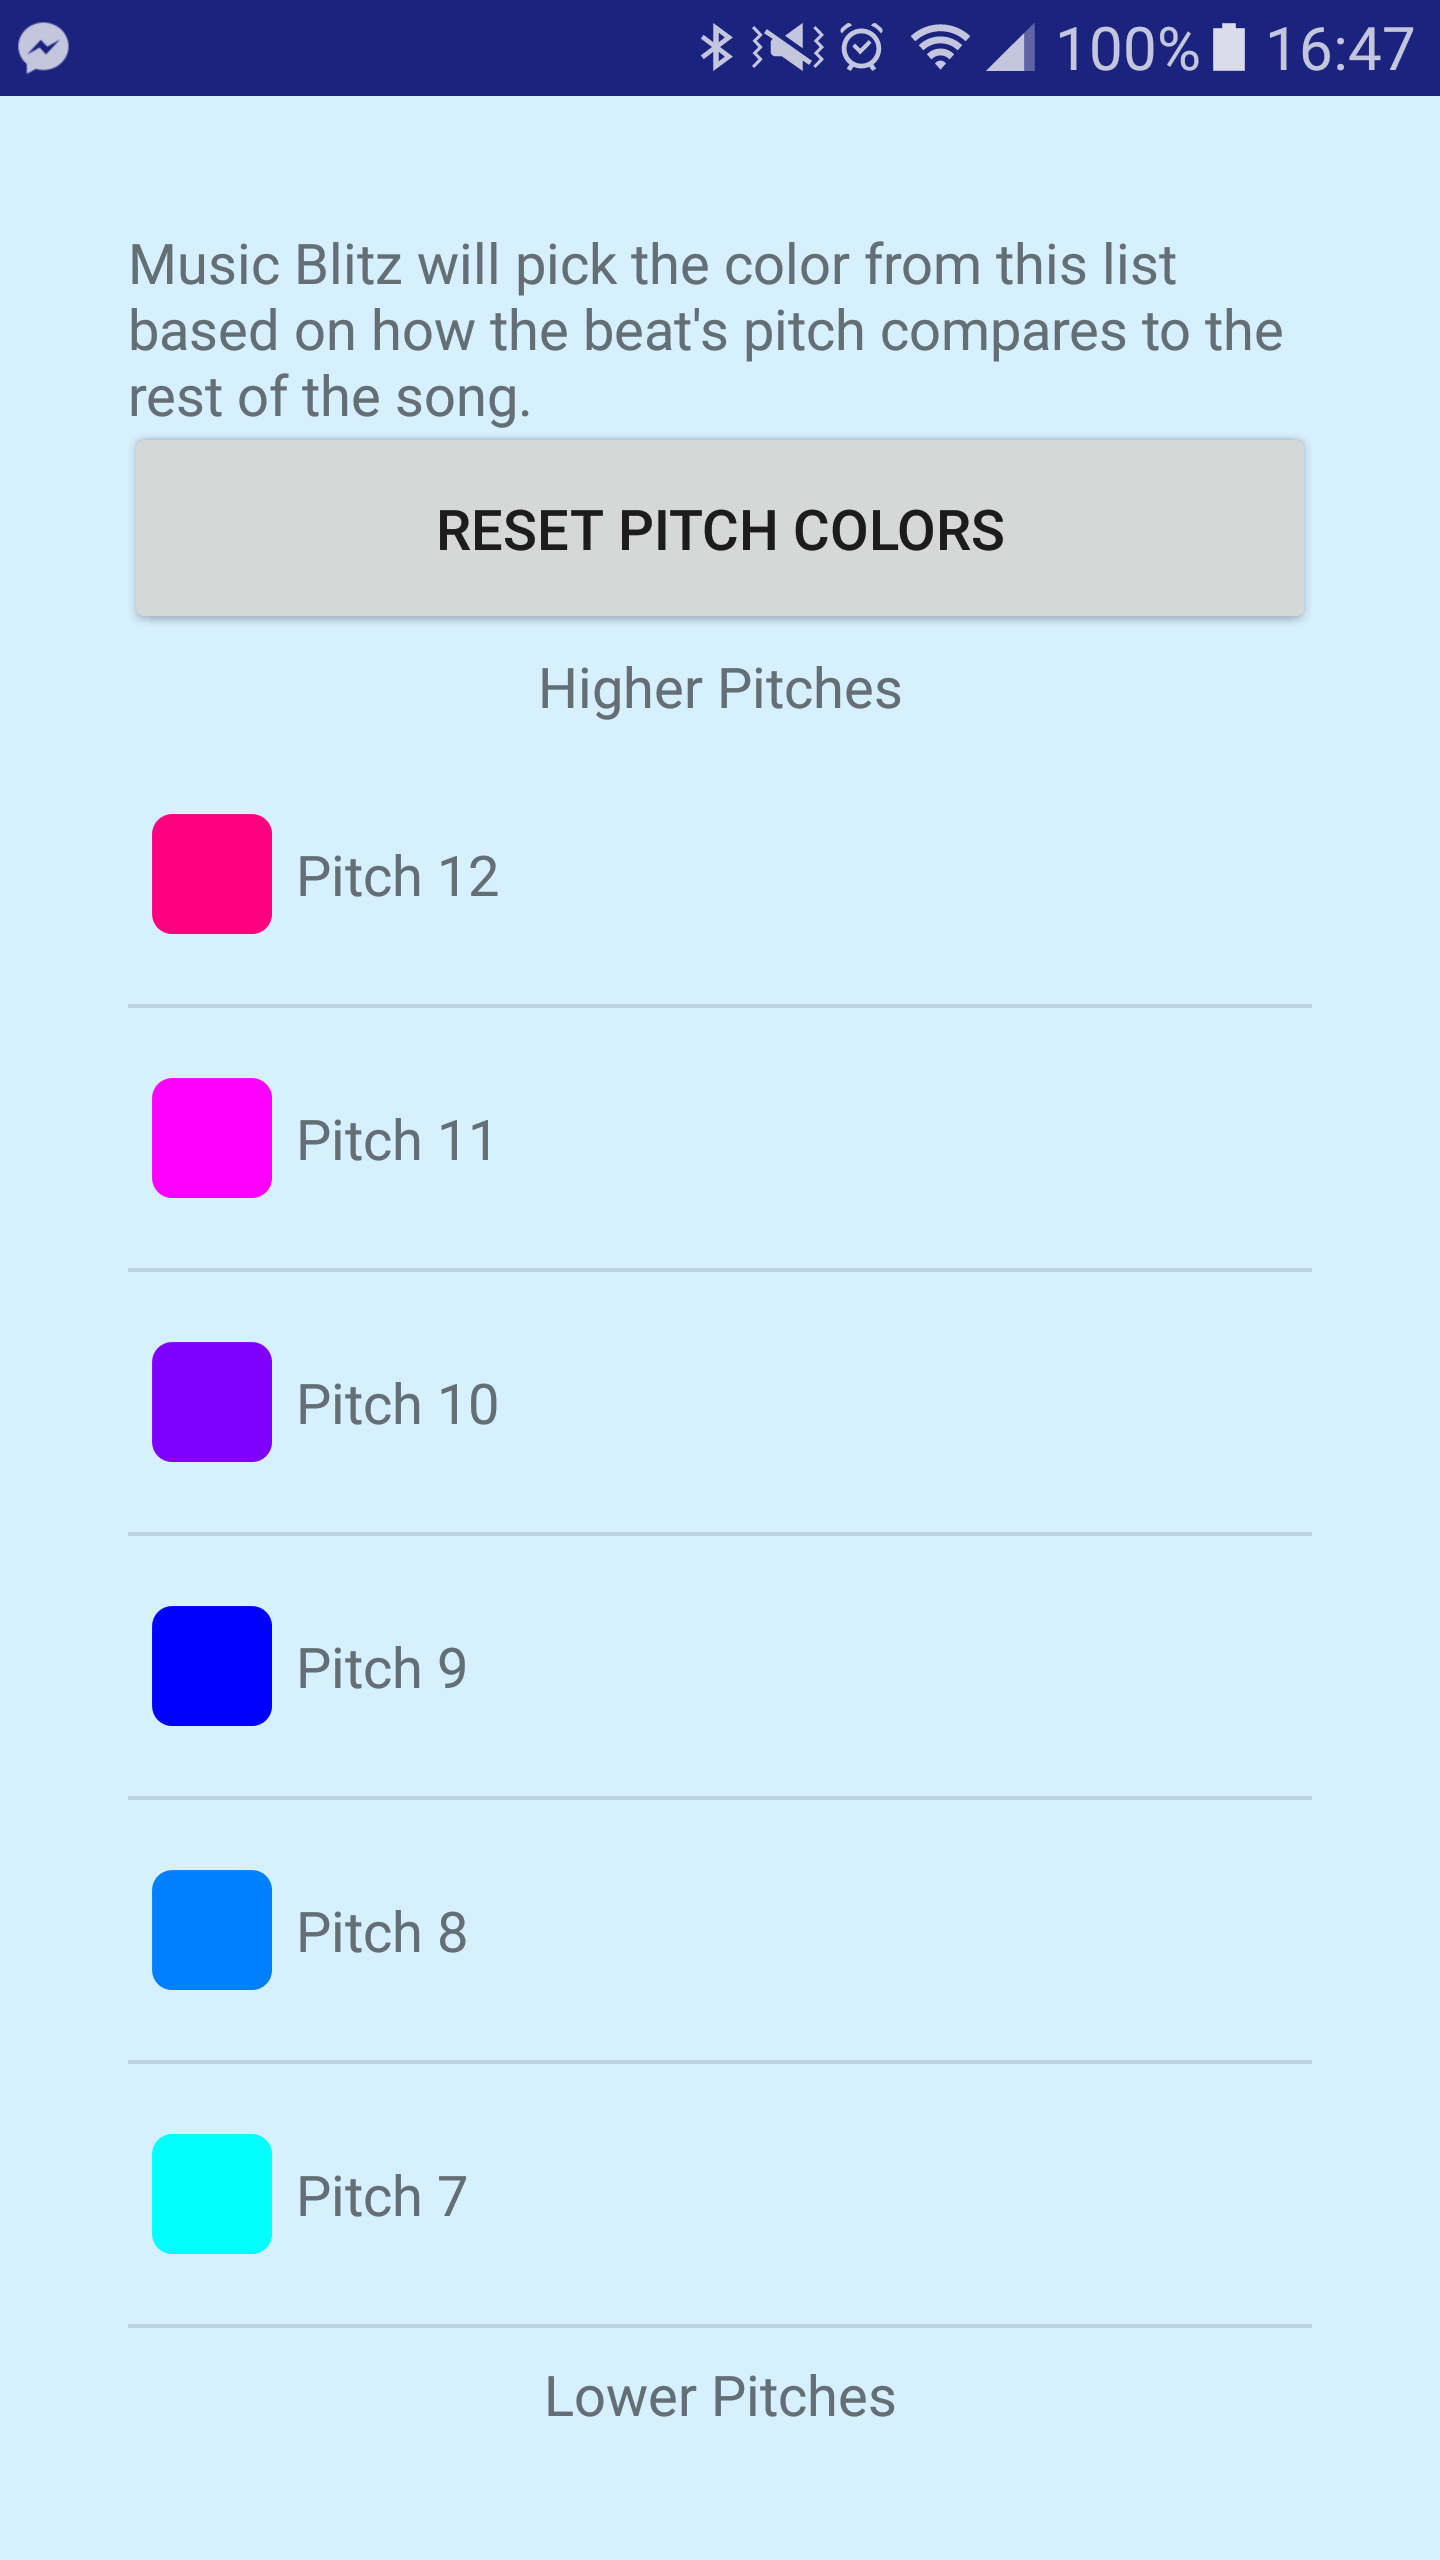 100% 16:47
Music Blitz will pick the color from this list
based on how the beat's pitch compares to the
rest of the song.
RESET PITCH COLORS
Higher Pitches
Pitch 12
Pitch 11
Pitch 10
Pitch 9
Pitch 8
Pitch 7
Lower Pitches